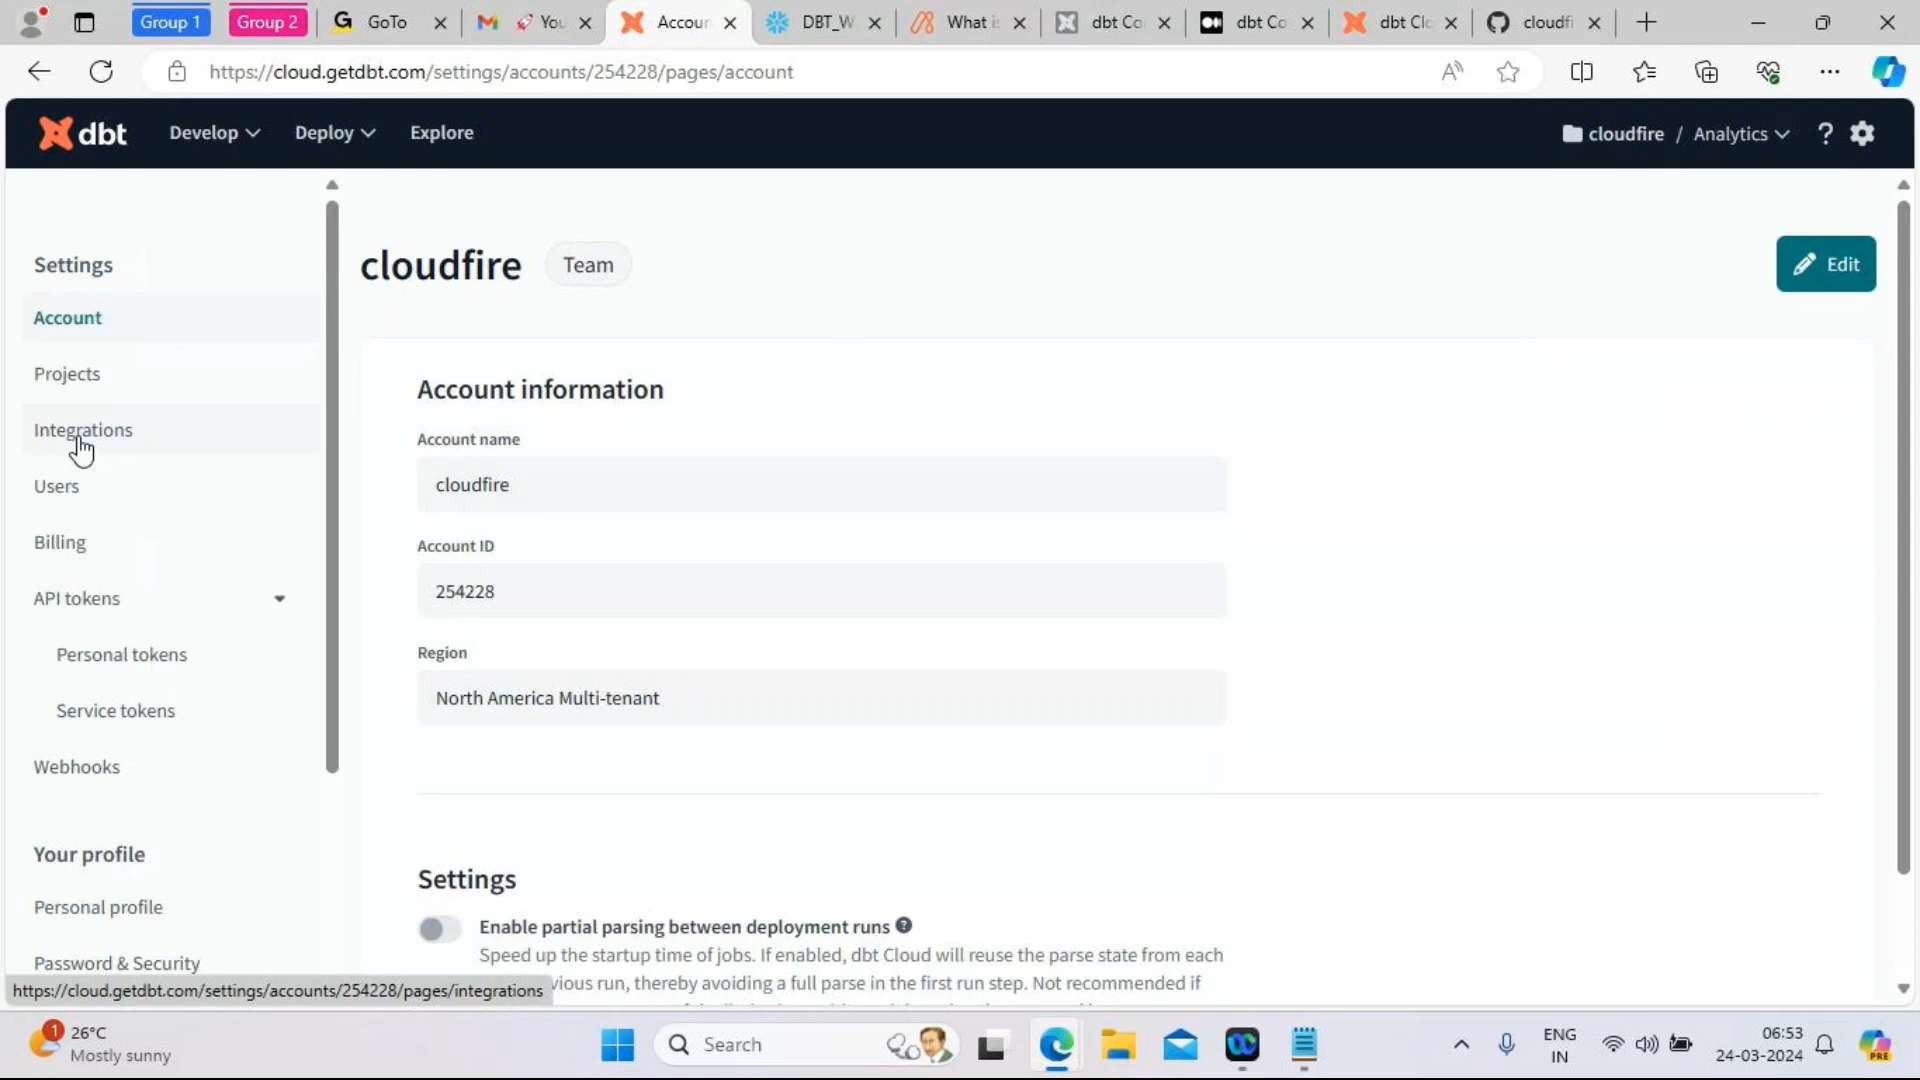 Group 1
Group 2
GoTo
You
Accour
DBT_W
What is
dbt Co
dbt Co
dbt Clo
cloudfi
https://cloud.getdbt.com/settings/accounts/254228/pages/account
dbt
Develop
Deploy
Explore
cloudfire / Analytics
?
Settings
Account
Projects
Integrations
Users
Billing
API tokens
Personal tokens
Service tokens
Webhooks
Your profile
Personal profile
Password & Security
https://cloud.getdbt.com/settings/accounts/254228/pages/integrations
cloudfire
Team
Edit
Account information
Account name
cloudfire
Account ID
254228
Region
North America Multi-tenant
Settings
Enable partial parsing between deployment runs
Speed up the startup time of jobs. If enabled, dbt Cloud will reuse the parse state from each
vious run, thereby avoiding a full parse in the first run step. Not recommended if
1
26°C
Mostly sunny
Search
ENG
IN
06:53
24-03-2024
PRE